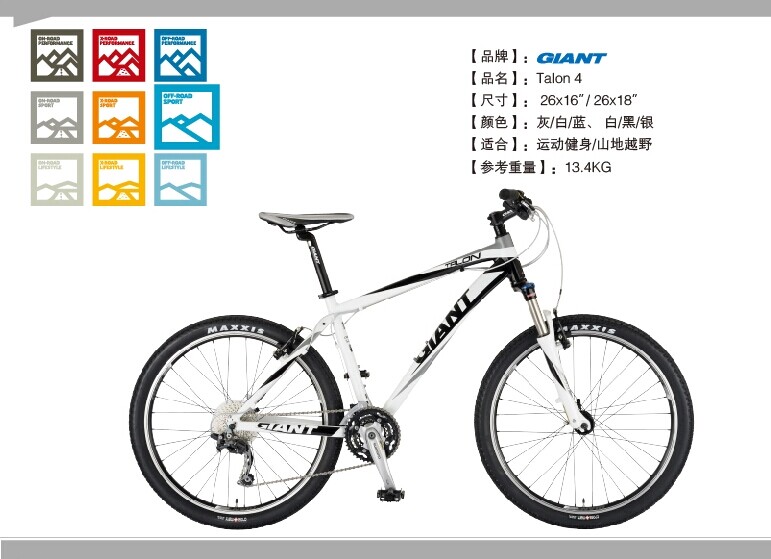 ON-ROAD
PERFORMANCE
X-ROAD
PERFORMANCE
OFF-ROAD
PERFORMANCE
ON-ROAD
SPORT
X-ROAD
SPORT
OFF-ROAD
SPORT
ON-ROAD
LIFESTYLE
X-ROAD
LIFESTYLE
OFF-ROAD
LIFESTYLE
【品牌】：GIANT
【品名】：Talon 4
【尺寸】： 26x16″/ 26x18″
【颜色】：灰/白/蓝、 白/黑/银
【适合】：运动健身/山地越野
【参考重量】：13.4KG
GIANT
TALON
GIANT
MAXXIS
MAXXIS
GIANT